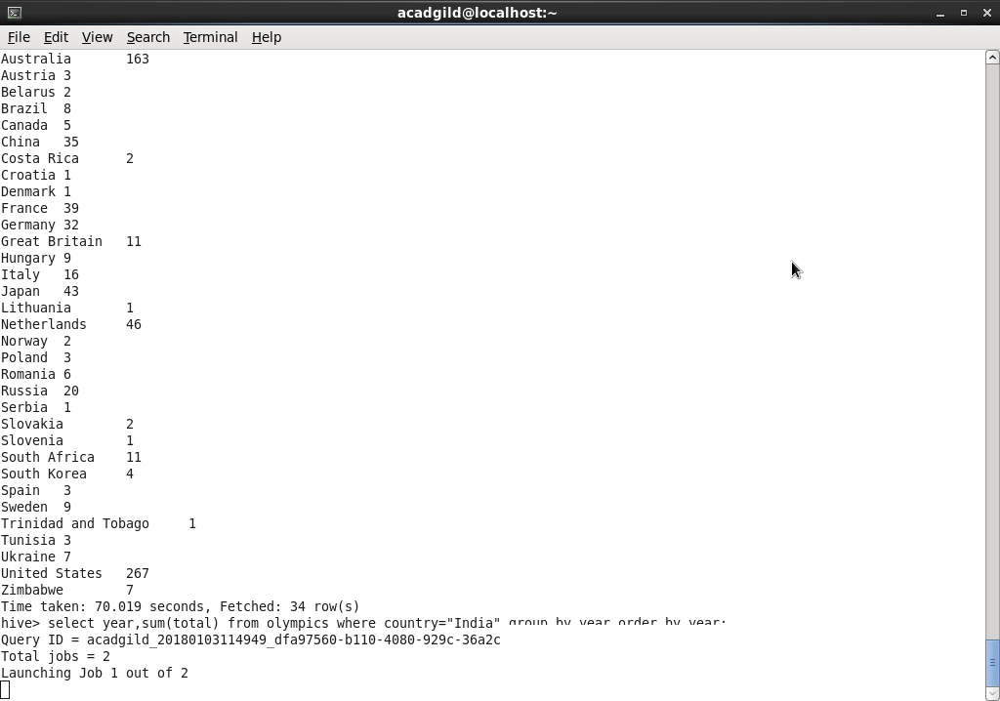 acadgild@localhost:~
File Edit View Search Terminal Help
Australia 163
Austria 3
Belarus 2
Brazil 8
Canada 5
China 35
Costa Rica 2
Croatia 1
Denmark 1
France 39
Germany 32
Great Britain 11
Hungary 9
Italy 16
Japan 43
Lithuania 1
Netherlands 46
Norway 2
Poland 3
Romania 6
Russia 20
Serbia 1
Slovakia 2
Slovenia 1
South Africa 11
South Korea 4
Spain 3
Sweden 9
Trinidad and Tobago 1
Tunisia 3
Ukraine 7
United States 267
Zimbabwe 7
Time taken: 70.019 seconds, Fetched: 34 row(s)
hive> select year,sum(total) from olympics where country="India" group by year order by year;
Query ID = acadgild_20180103114949_dfa97560-b110-4080-929c-36a2c
Total jobs = 2
Launching Job 1 out of 2